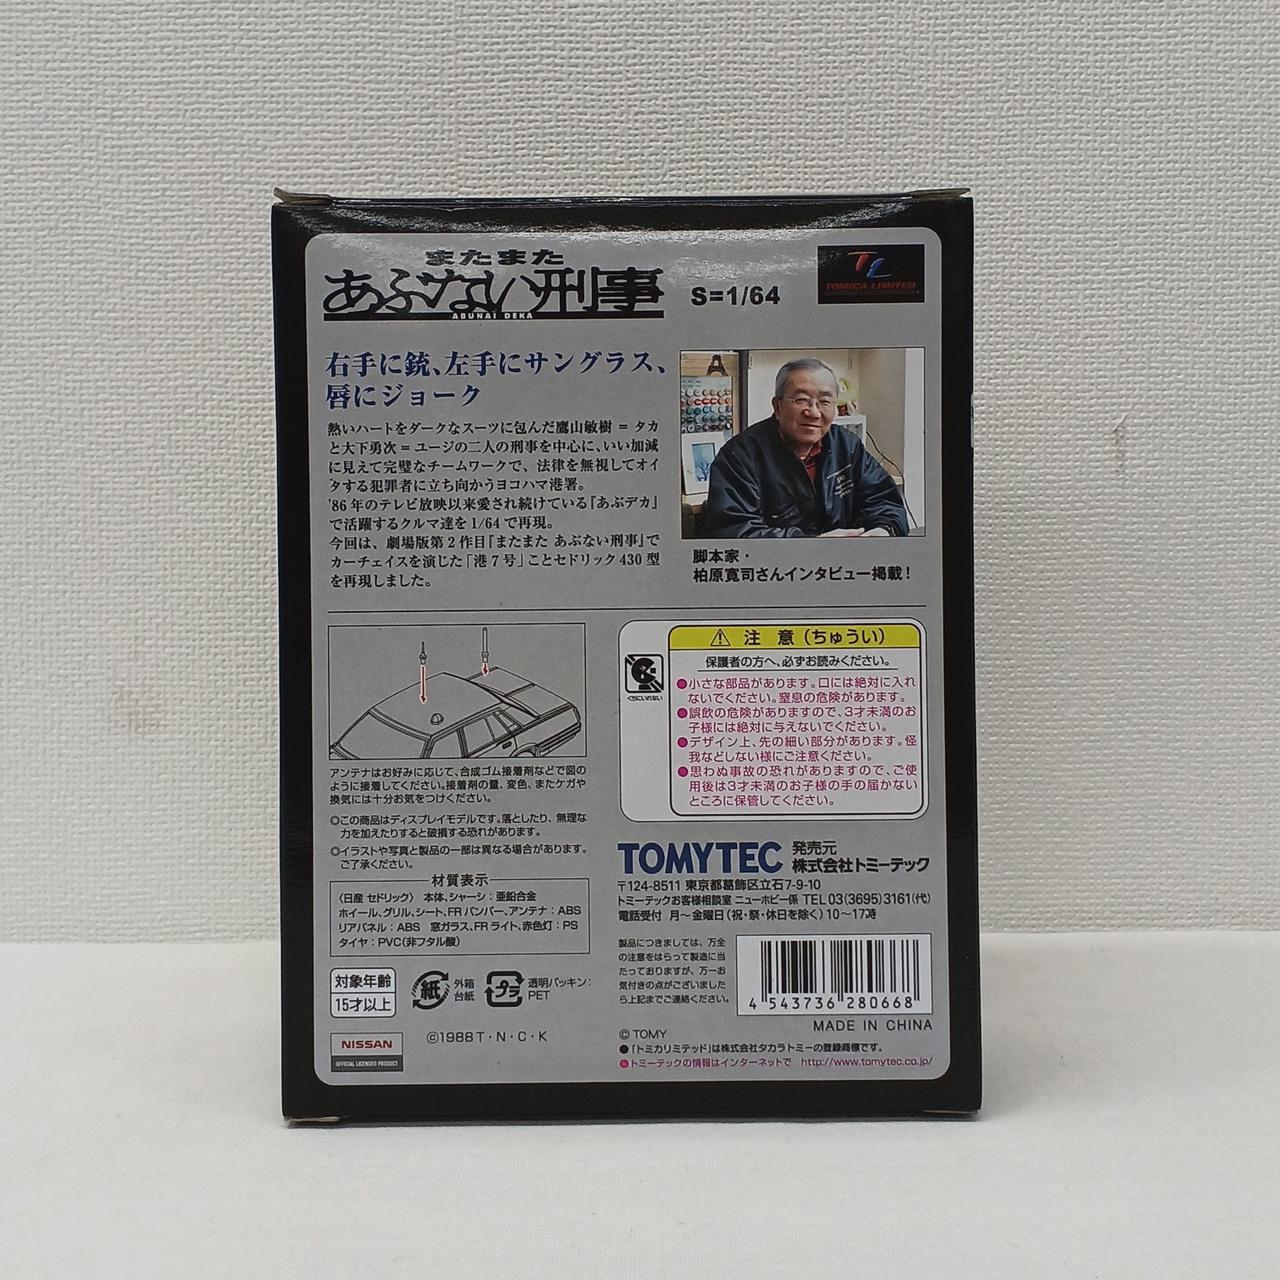 またまた
あぶない刑事
ABUNAI DEKA
S=1/64
TL
TOMICA LIMITED
右手に銃、左手にサングラス、
唇にジョーク
熱いハートをダークなスーツに包んだ鷹山敏樹＝タカ
と大下勇次＝ユージの二人の刑事を中心に、いい加減
に見えて完璧なチームワークで、法律を無視してオイ
タする犯罪者に立ち向かうヨコハマ港署。
'86年のテレビ放映以来愛され続けている『あぶデカ』
で活躍するクルマ達を1/64で再現。
今回は、劇場版第2作目『またまた あぶない刑事』で
カーチェイスを演じた「港7号」ことセドリック430型
を再現しました。
脚本家・
柏原寛司さんインタビュー掲載！
アンテナはお好みに応じて、合成ゴム接着剤などで図の
ように接着してください。接着剤の量、変色、またケガや
換気には十分お気をつけください。
◎この商品はディスプレイモデルです。落としたり、無理な
力を加えたりすると破損する恐れがあります。
◎イラストや写真と製品の一部は異なる場合があります。
ご了承ください。
材質表示
〈日産 セドリック〉 本体、シャーシ：亜鉛合金
ホイール、グリル、シート、FRバンパー、アンテナ：ABS
リアパネル：ABS 窓ガラス、FRライト、赤色灯：PS
タイヤ：PVC(非フタル酸)
対象年齢
15才以上
紙
外箱
台紙
プラ
透明パッキン：
PET
NISSAN
OFFICIAL LICENSED PRODUCT
©1988 T・N・C・K
くちにいれない
注 意（ちゅうい）
保護者の方へ、必ずお読みください。
●小さな部品があります。口には絶対に入れ
ないでください。窒息の危険があります。
●誤飲の危険がありますので、3才未満のお
子様には絶対に与えないでください。
●デザイン上、先の細い部分があります。怪
我などしない様にご注意ください。
●思わぬ事故の恐れがありますので、ご使
用後は3才未満のお子様の手の届かない
ところに保管してください。
TOMYTEC
発売元
株式会社トミーテック
〒124-8511 東京都葛飾区立石7-9-10
トミーテックお客様相談室 ニューホビー係 TEL 03(3695)3161(代)
電話受付 月～金曜日(祝・祭・休日を除く)10～17時
製品につきましては、万全
の注意をはらって製造に当
たっておりますが、万一お
気付きの点がございました
ら上記までご連絡ください。
4 543736 280668
MADE IN CHINA
© TOMY
●「トミカリミテッド」は株式会社タカラトミーの登録商標です。
●トミーテックの情報はインターネットで http://www.tomytec.co.jp/